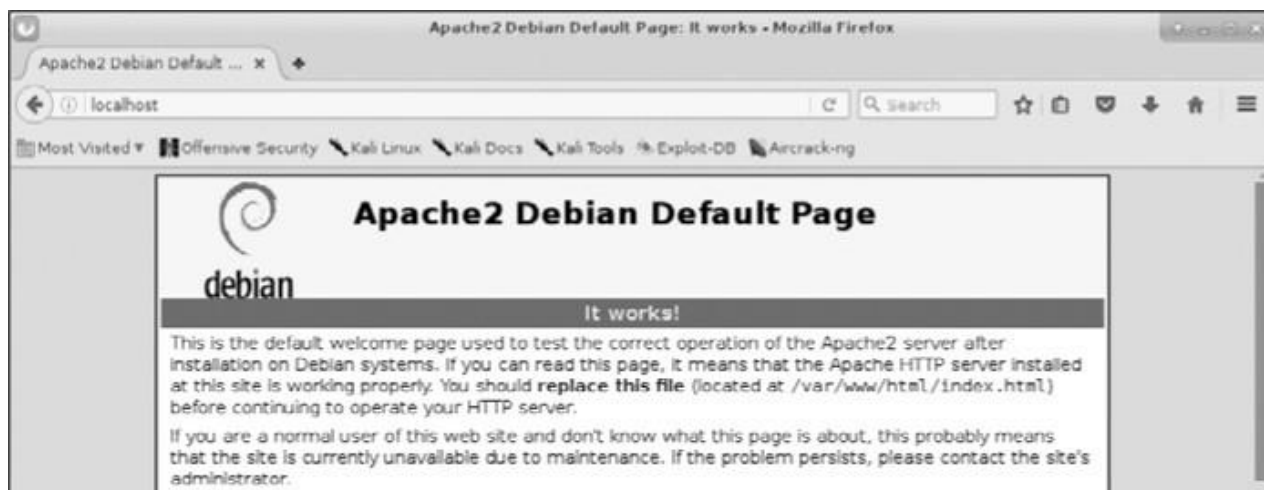 Apache2 Debian Default Page: It works - Mozilla Firefox
Apache2 Debian Default ...
localhost
Search
Most Visited Offensive Security Kali Linux Kali Docs Kali Tools Exploit-DB Aircrack-ng
Apache2 Debian Default Page
debian
It works!
This is the default welcome page used to test the correct operation of the Apache2 server after
installation on Debian systems. If you can read this page, it means that the Apache HTTP server installed
at this site is working properly. You should replace this file (located at /var/www/html/index.html)
before continuing to operate your HTTP server.
If you are a normal user of this web site and don't know what this page is about, this probably means
that the site is currently unavailable due to maintenance. If the problem persists, please contact the site's
administrator.